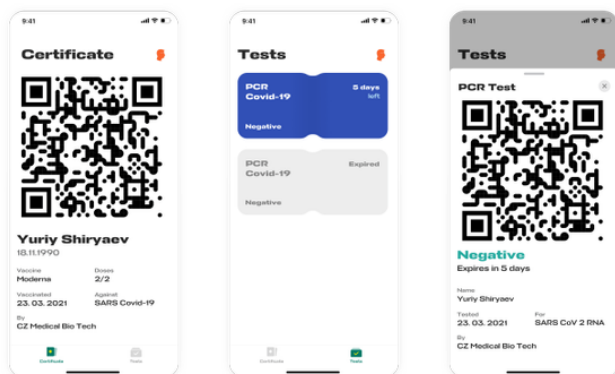 9:41
Certificate
Yuriy Shiryaev
18.11.1990
Vaccine Doses
Moderna 2/2
Vaccinated Against
23. 03. 2021 SARS Covid-19
By
CZ Medical Bio Tech
Certificate Tests
9:41
Tests
PCR 5 days
Covid-19 left
Negative
PCR Expired
Covid-19
Negative
Certificate Tests
9:41
Tests
PCR Test
Negative
Expires in 5 days
Name
Yuriy Shiryaev
Tested For
23. 03. 2021 SARS CoV 2 RNA
By
CZ Medical Bio Tech